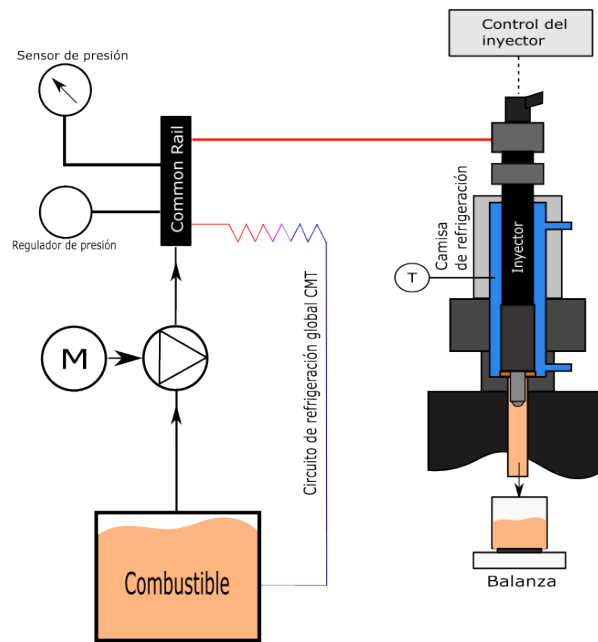 Control del
inyector
Sensor de presión
Common Rail
Regulador de presión
Camisa
de refrigeración
Inyector
T
M
Circuito de refrigeración global CMT
Combustible
Balanza